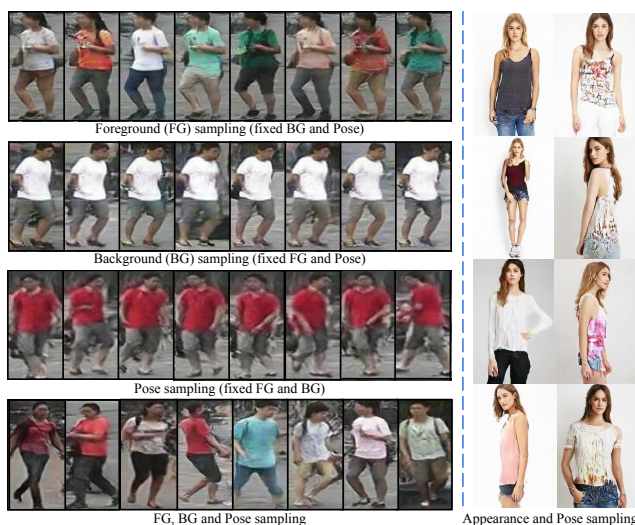 Foreground (FG) sampling (fixed BG and Pose)
Background (BG) sampling (fixed FG and Pose)
Pose sampling (fixed FG and BG)
FG, BG and Pose sampling
Appearance and Pose sampling